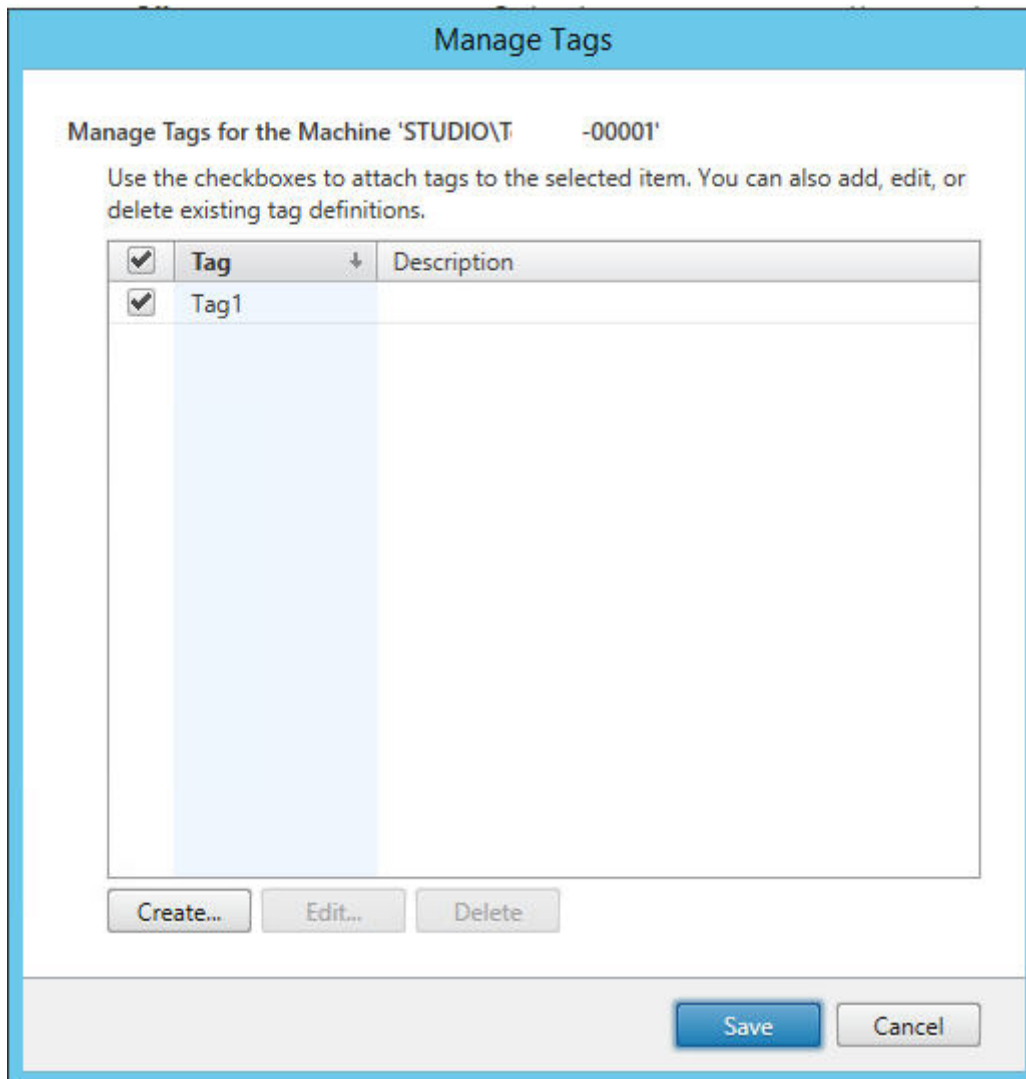 Manage Tags
Manage Tags for the Machine 'STUDIO\T -00001'
Use the checkboxes to attach tags to the selected item. You can also add, edit, or
delete existing tag definitions.
Tag Description
Tag1
Create... Edit... Delete
Save Cancel